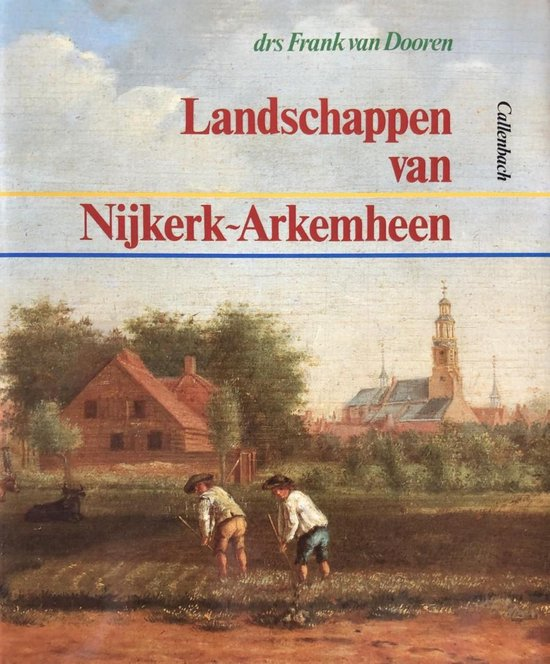 drs Frank van Dooren
Landschappen
van
Nijkerk~Arkemheen
Callenbach